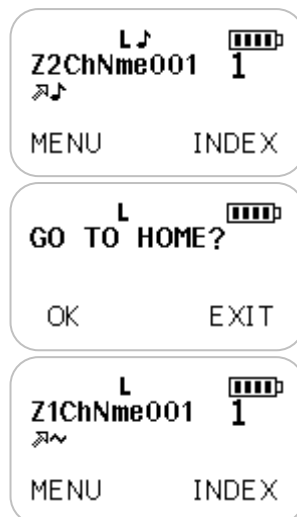 L♪
Z2ChNme001 1
MENU INDEX
L
GO TO HOME?
OK EXIT
L
Z1ChNme001 1
MENU INDEX